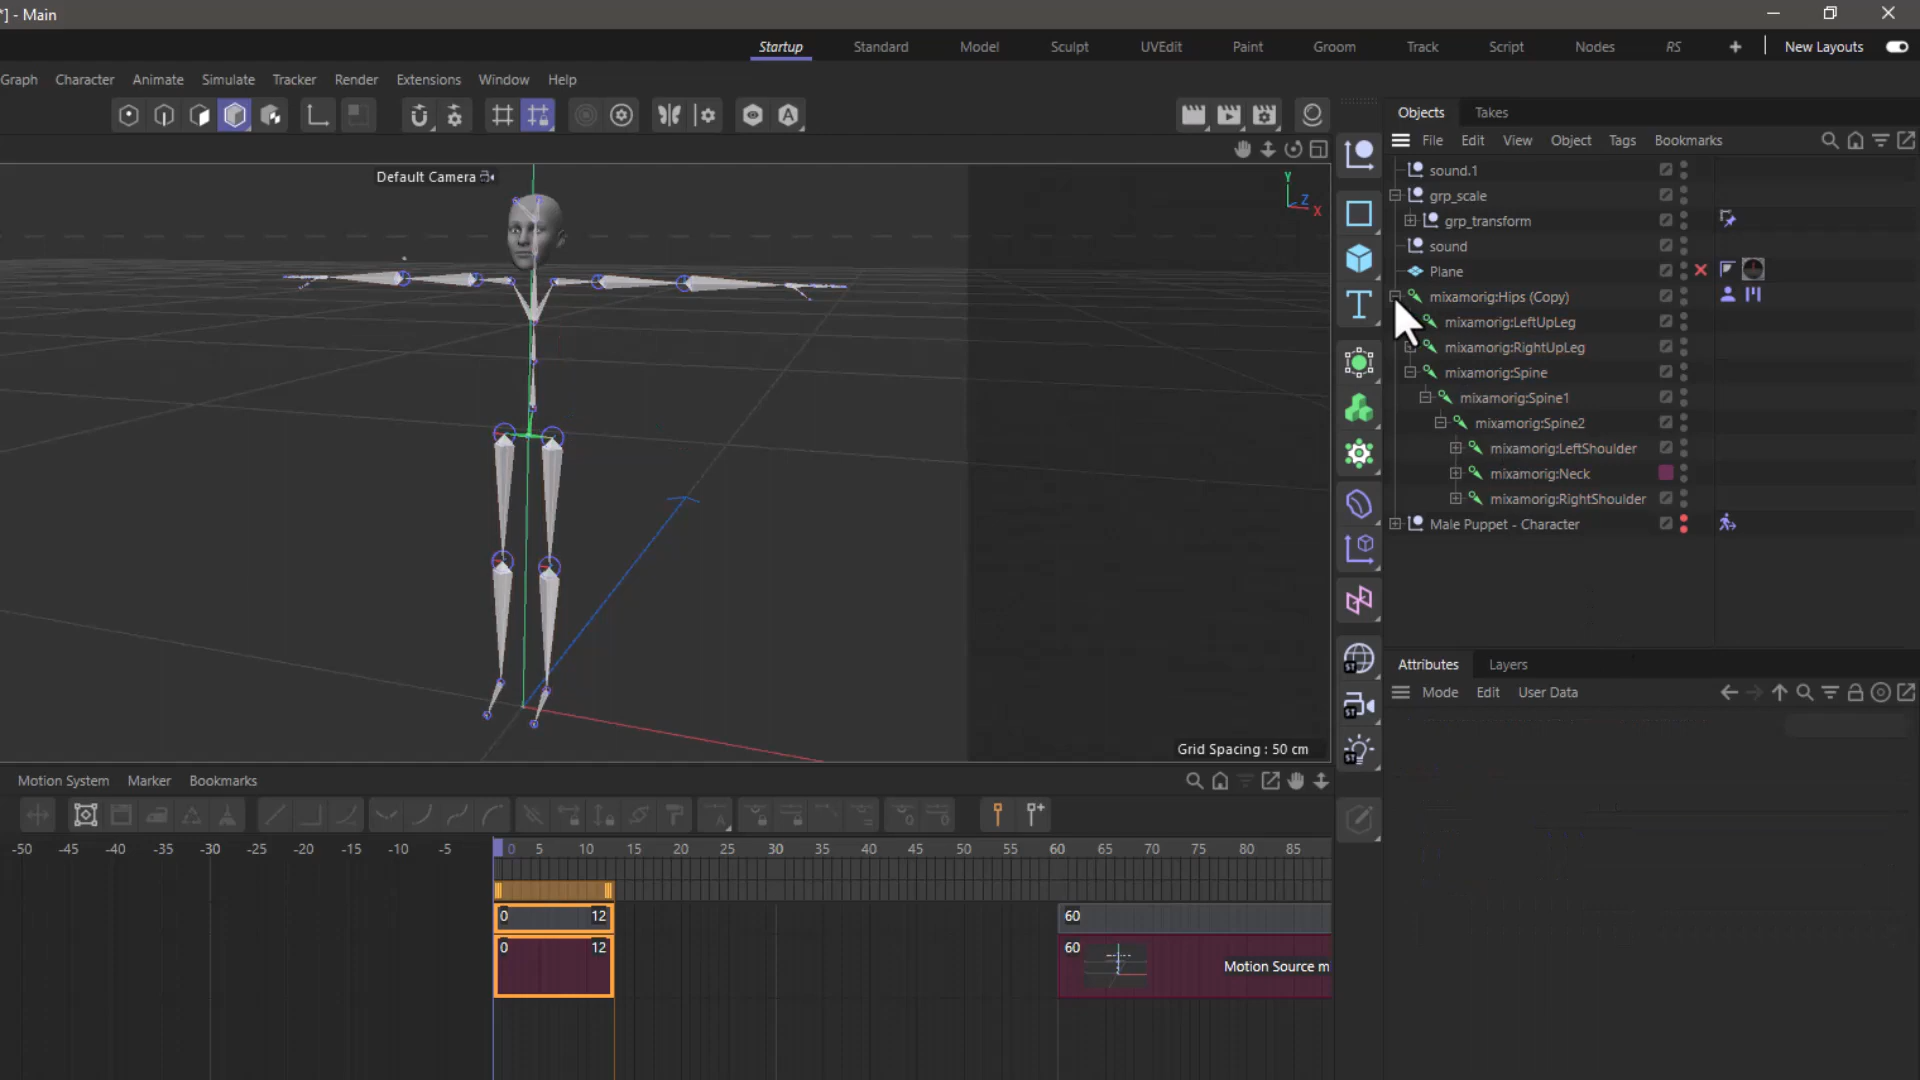 *] - Main
Startup Standard Model Sculpt UVEdit Paint Groom Track Script Nodes RS New Layouts
Graph Character Animate Simulate Tracker Render Extensions Window Help
Objects Takes
File Edit View Object Tags Bookmarks
Default Camera
Y
Z
X
sound.1
grp_scale
grp_transform
sound
Plane
mixamorig:Hips (Copy)
mixamorig:LeftUpLeg
mixamorig:RightUpLeg
mixamorig:Spine
mixamorig:Spine1
mixamorig:Spine2
mixamorig:LeftShoulder
mixamorig:Neck
mixamorig:RightShoulder
Male Puppet - Character
ST
ST
ST
Grid Spacing : 50 cm
Attributes Layers
Mode Edit User Data
Motion System Marker Bookmarks
-50 -45 -40 -35 -30 -25 -20 -15 -10 -5 0 5 10 15 20 25 30 35 40 45 50 55 60 65 70 75 80 85
0 12 60
0 12 60
Motion Source m